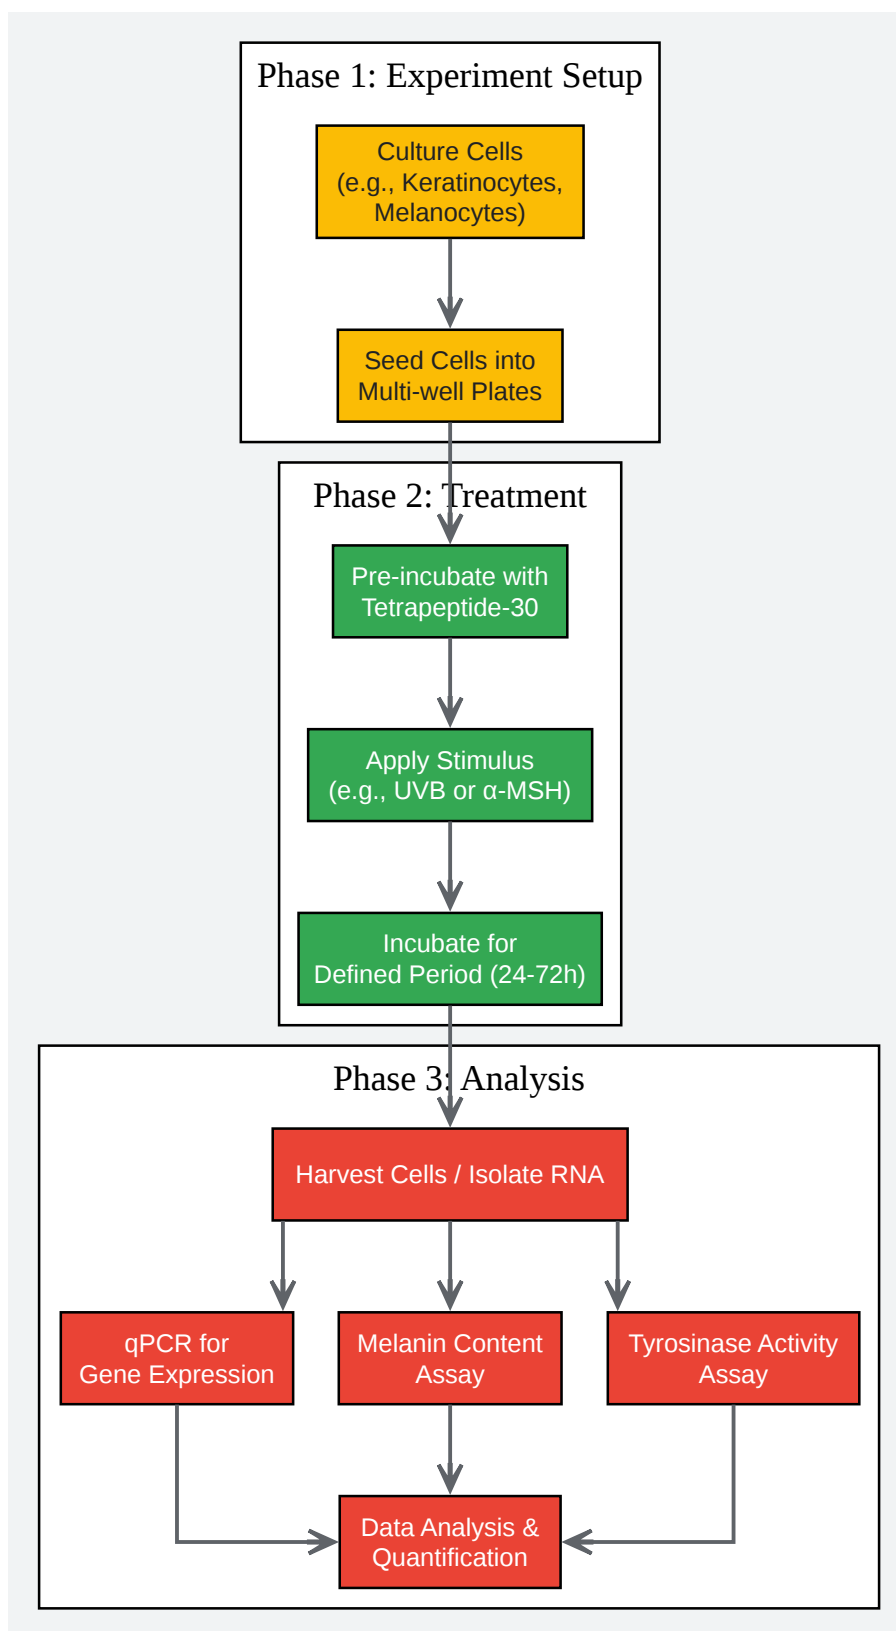 Phase 1: Experiment Setup
Culture Cells
(e.g., Keratinocytes,
Melanocytes)
Seed Cells into
Multi-well Plates
Phase 2: Treatment
Pre-incubate with
Tetrapeptide-30
Apply Stimulus
(e.g., UVB or α-MSH)
Incubate for
Defined Period (24-72h)
Phase 3: Analysis
Harvest Cells / Isolate RNA
qPCR for
Gene Expression
Melanin Content
Assay
Tyrosinase Activity
Assay
Data Analysis &
Quantification